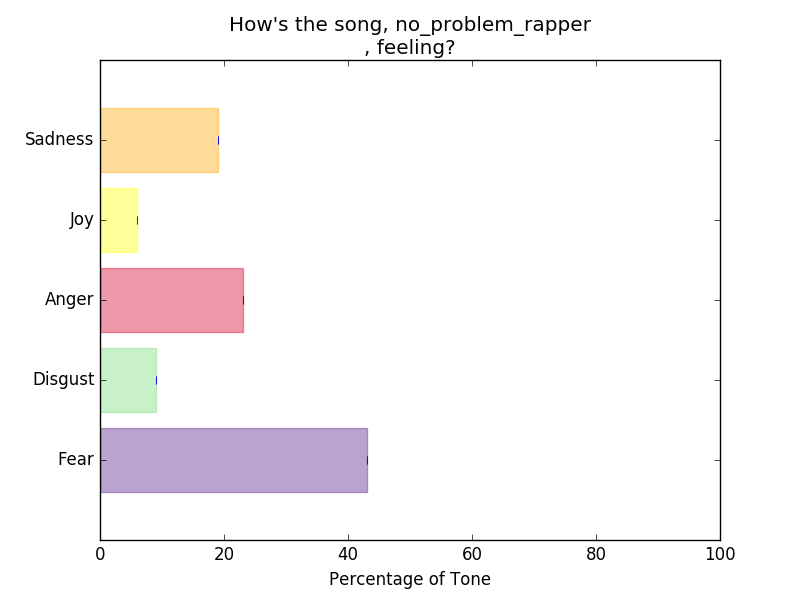 How's the song, no_problem_rapper
, feeling?
Sadness
Joy
Anger
Disgust
Fear
0 20 40 60 80 100
Percentage of Tone